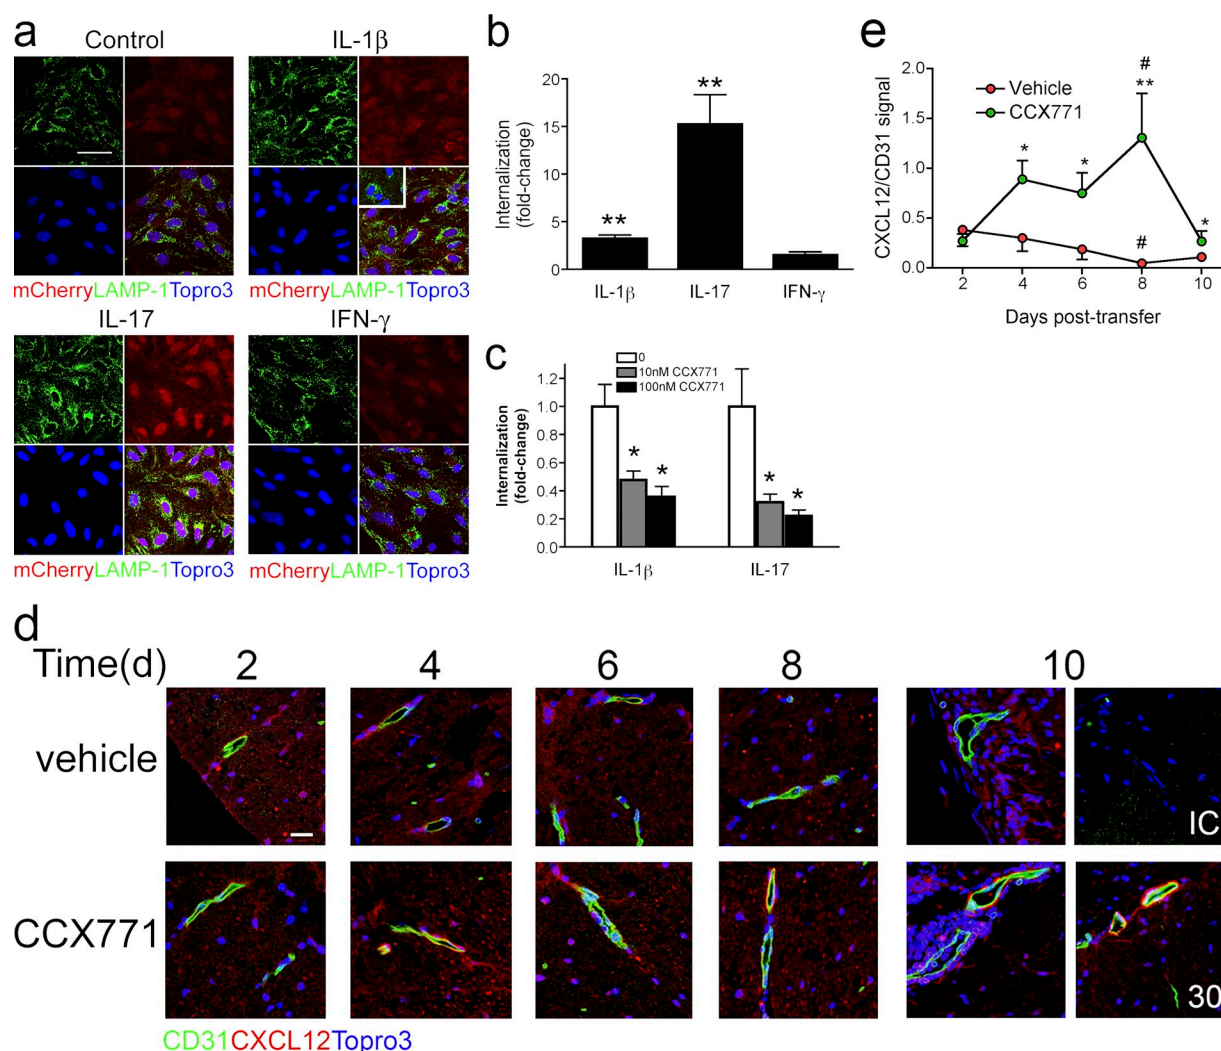 a
Control
IL-1β
mCherryLAMP-1Topro3
mCherryLAMP-1Topro3
IL-17
IFN-γ
mCherryLAMP-1Topro3
mCherryLAMP-1Topro3
b
Internalization
(fold-change)
20
15
10
5
0
**
**
IL-1β
IL-17
IFN-γ
c
Internalization
(fold-change)
0
10nM CCX771
100nM CCX771
1.2
1.0
0.8
0.6
0.4
0.2
0.0
*
*
*
*
IL-1β
IL-17
e
CXCL12/CD31 signal
2.0
1.5
1.0
0.5
0.0
Vehicle
CCX771
#
**
*
*
#
*
2
4
6
8
10
Days post-transfer
d
Time(d)
2
4
6
8
10
vehicle
IC
CCX771
30
CD31CXCL12Topro3